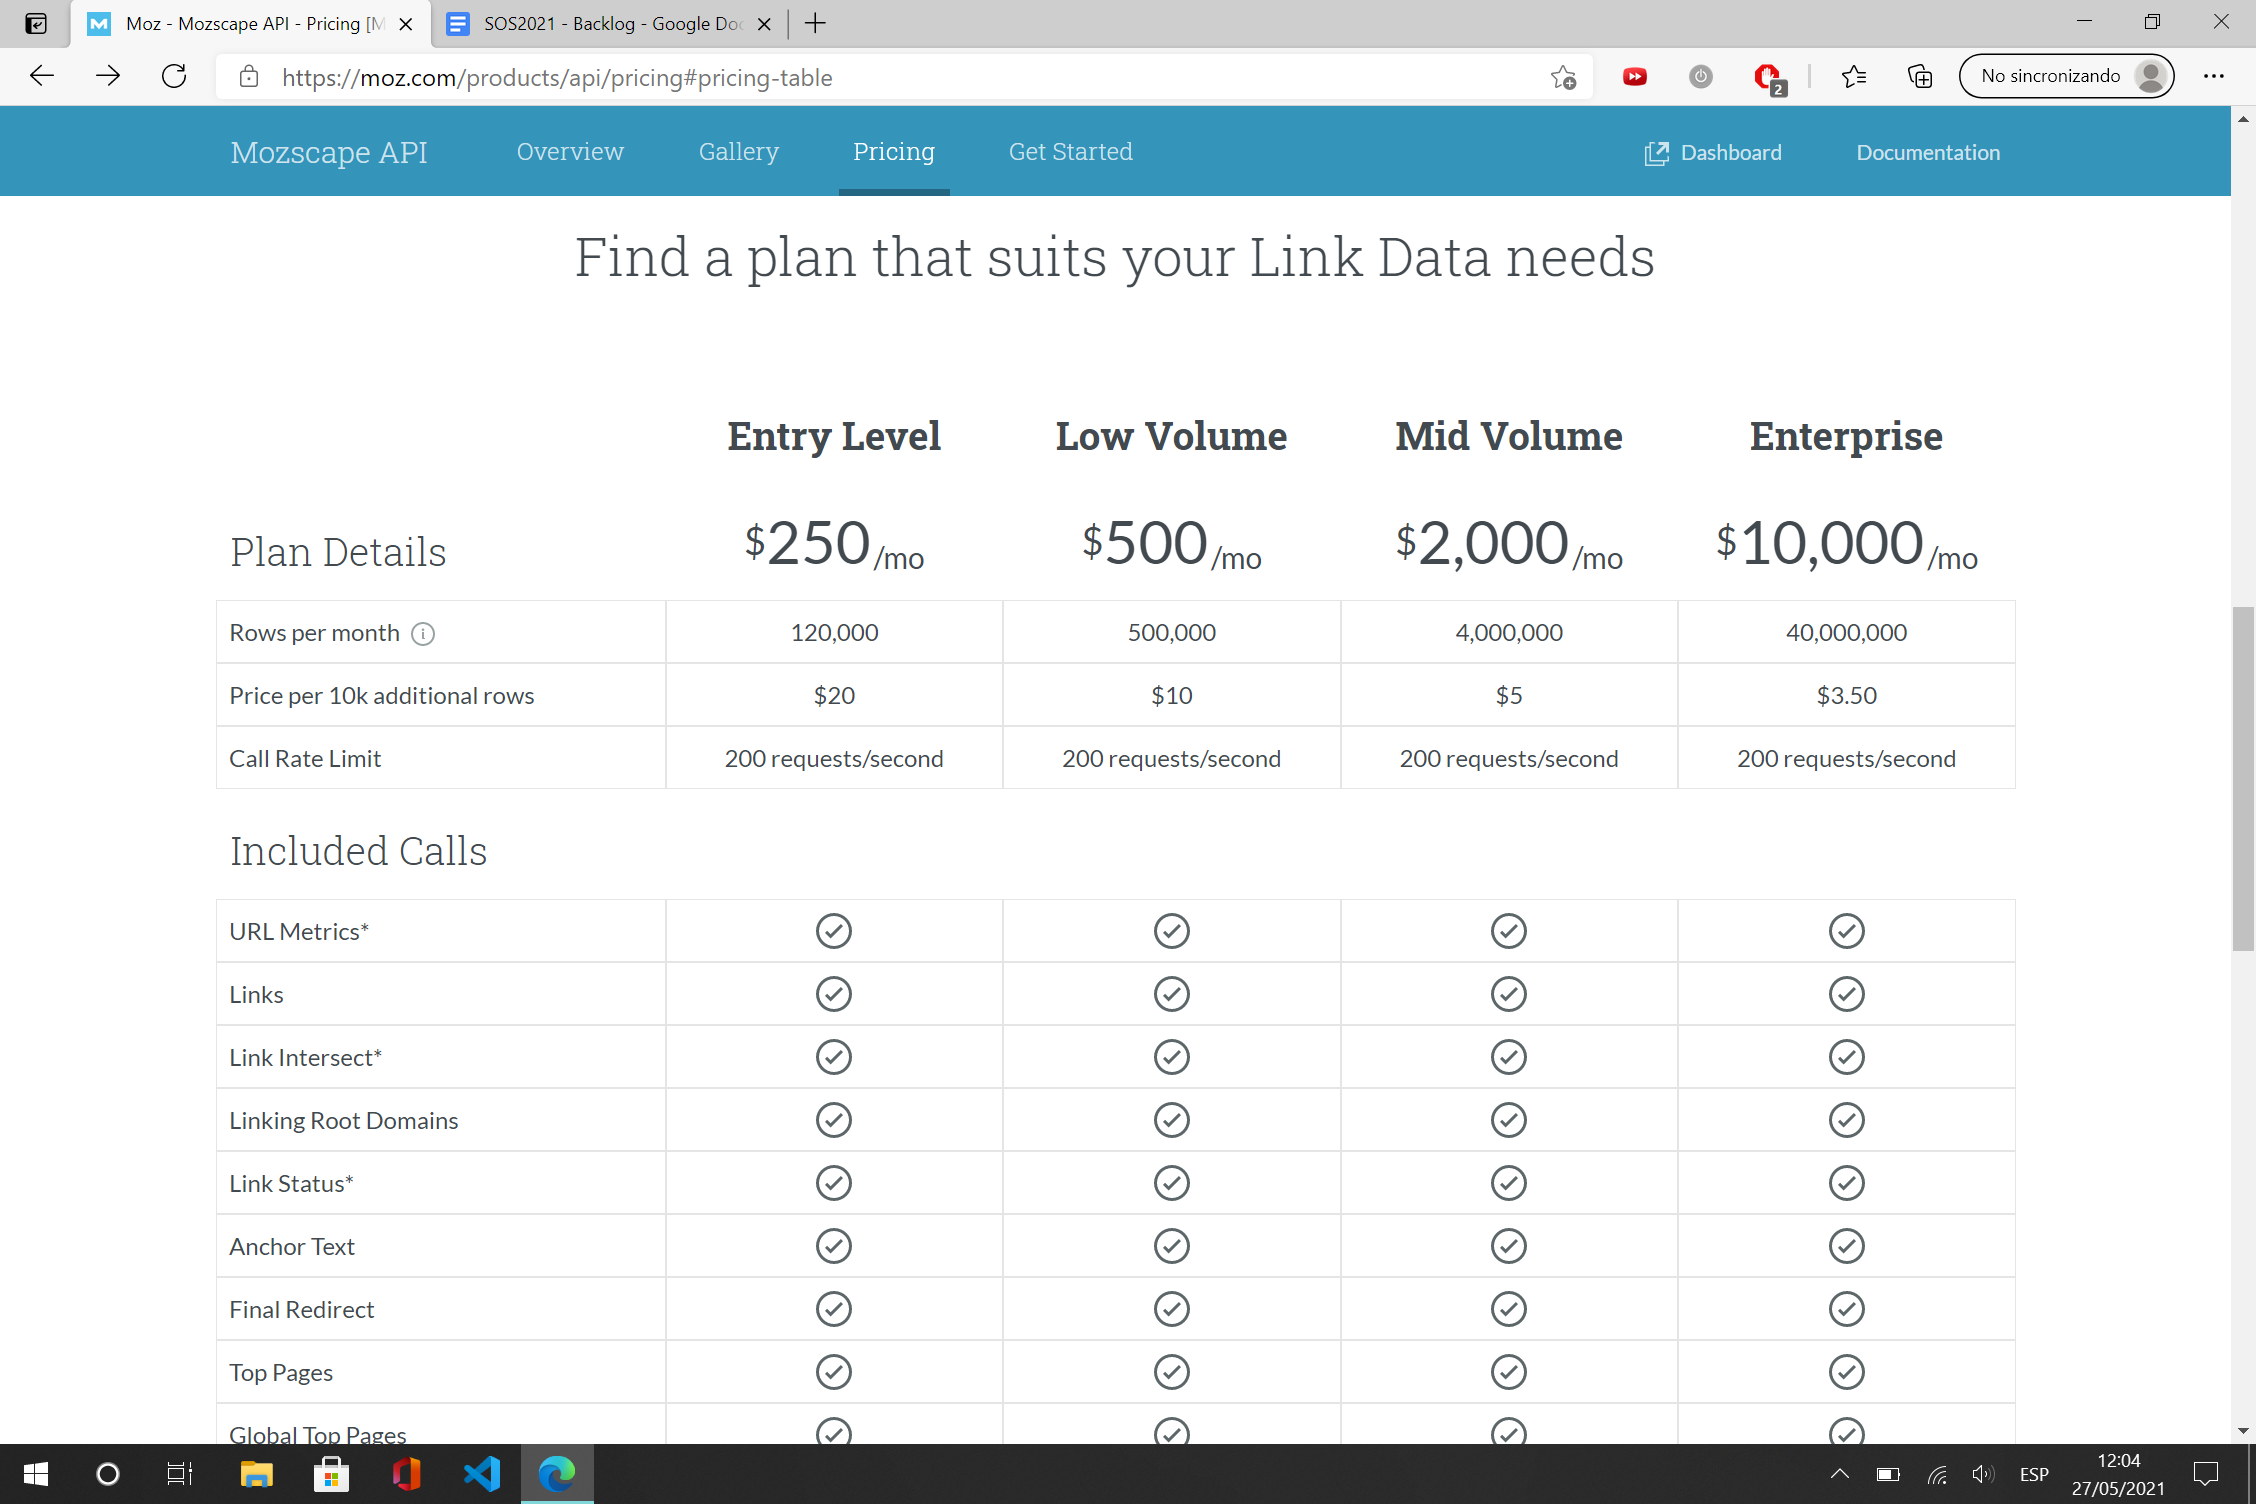 Moz - Mozscape API - Pricing [M
SOS2021 - Backlog - Google Doc
https://moz.com/products/api/pricing#pricing-table
2
No sincronizando
Mozscape API
Overview
Gallery
Pricing
Get Started
Dashboard
Documentation
Find a plan that suits your Link Data needs
Entry Level
Low Volume
Mid Volume
Enterprise
Plan Details
$250/mo
$500/mo
$2,000/mo
$10,000/mo
Rows per month
120,000
500,000
4,000,000
40,000,000
Price per 10k additional rows
$20
$10
$5
$3.50
Call Rate Limit
200 requests/second
200 requests/second
200 requests/second
200 requests/second
Included Calls
URL Metrics*
Links
Link Intersect*
Linking Root Domains
Link Status*
Anchor Text
Final Redirect
Top Pages
Global Top Pages
ESP
12:04
27/05/2021